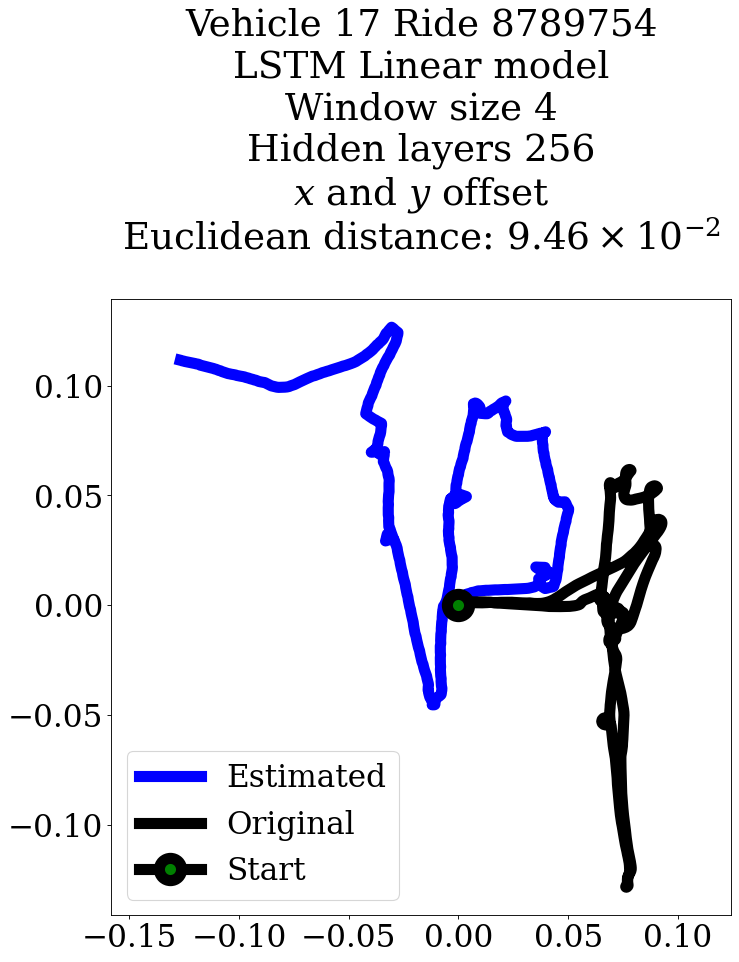 Vehicle 17 Ride 8789754
LSTM Linear model
Window size 4
Hidden layers 256
x and y offset
Euclidean distance: 9.46 × 10⁻²
0.10
0.05
0.00
−0.05
−0.10
Estimated
Original
Start
−0.15 −0.10 −0.05 0.00 0.05 0.10